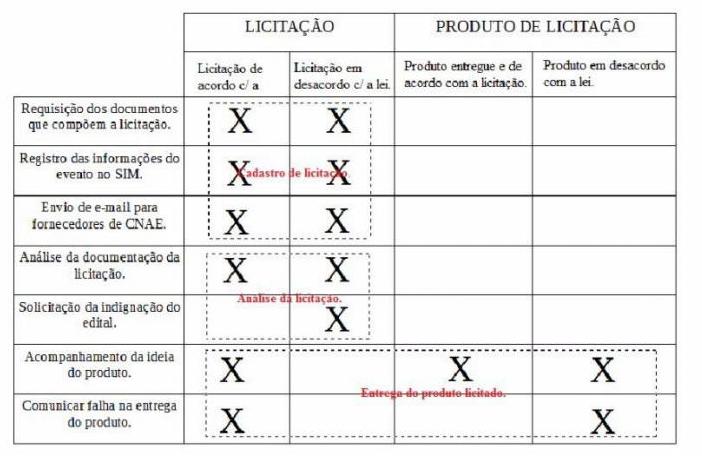 LICITAÇÃO PRODUTO DE LICITAÇÃO
Licitação de
acordo c/ a
Licitação em
desacordo c/ a lei.
Produto entregue e de
acordo com a licitação.
Produto em desacordo
com a lei.
Requisição dos documentos
que compõem a licitação.
X X
Registro das informações do
evento no SIM.
X X
Cadastro de licitação
Envio de e-mail para
fornecedores de CNAE.
X X
Análise da documentação da
licitação.
X X
Análise da licitação.
Solicitação da indignação do
edital.
X
Acompanhamento da ideia
do produto.
X X X
Entrega do produto licitado.
Comunicar falha na entrega
do produto.
X X